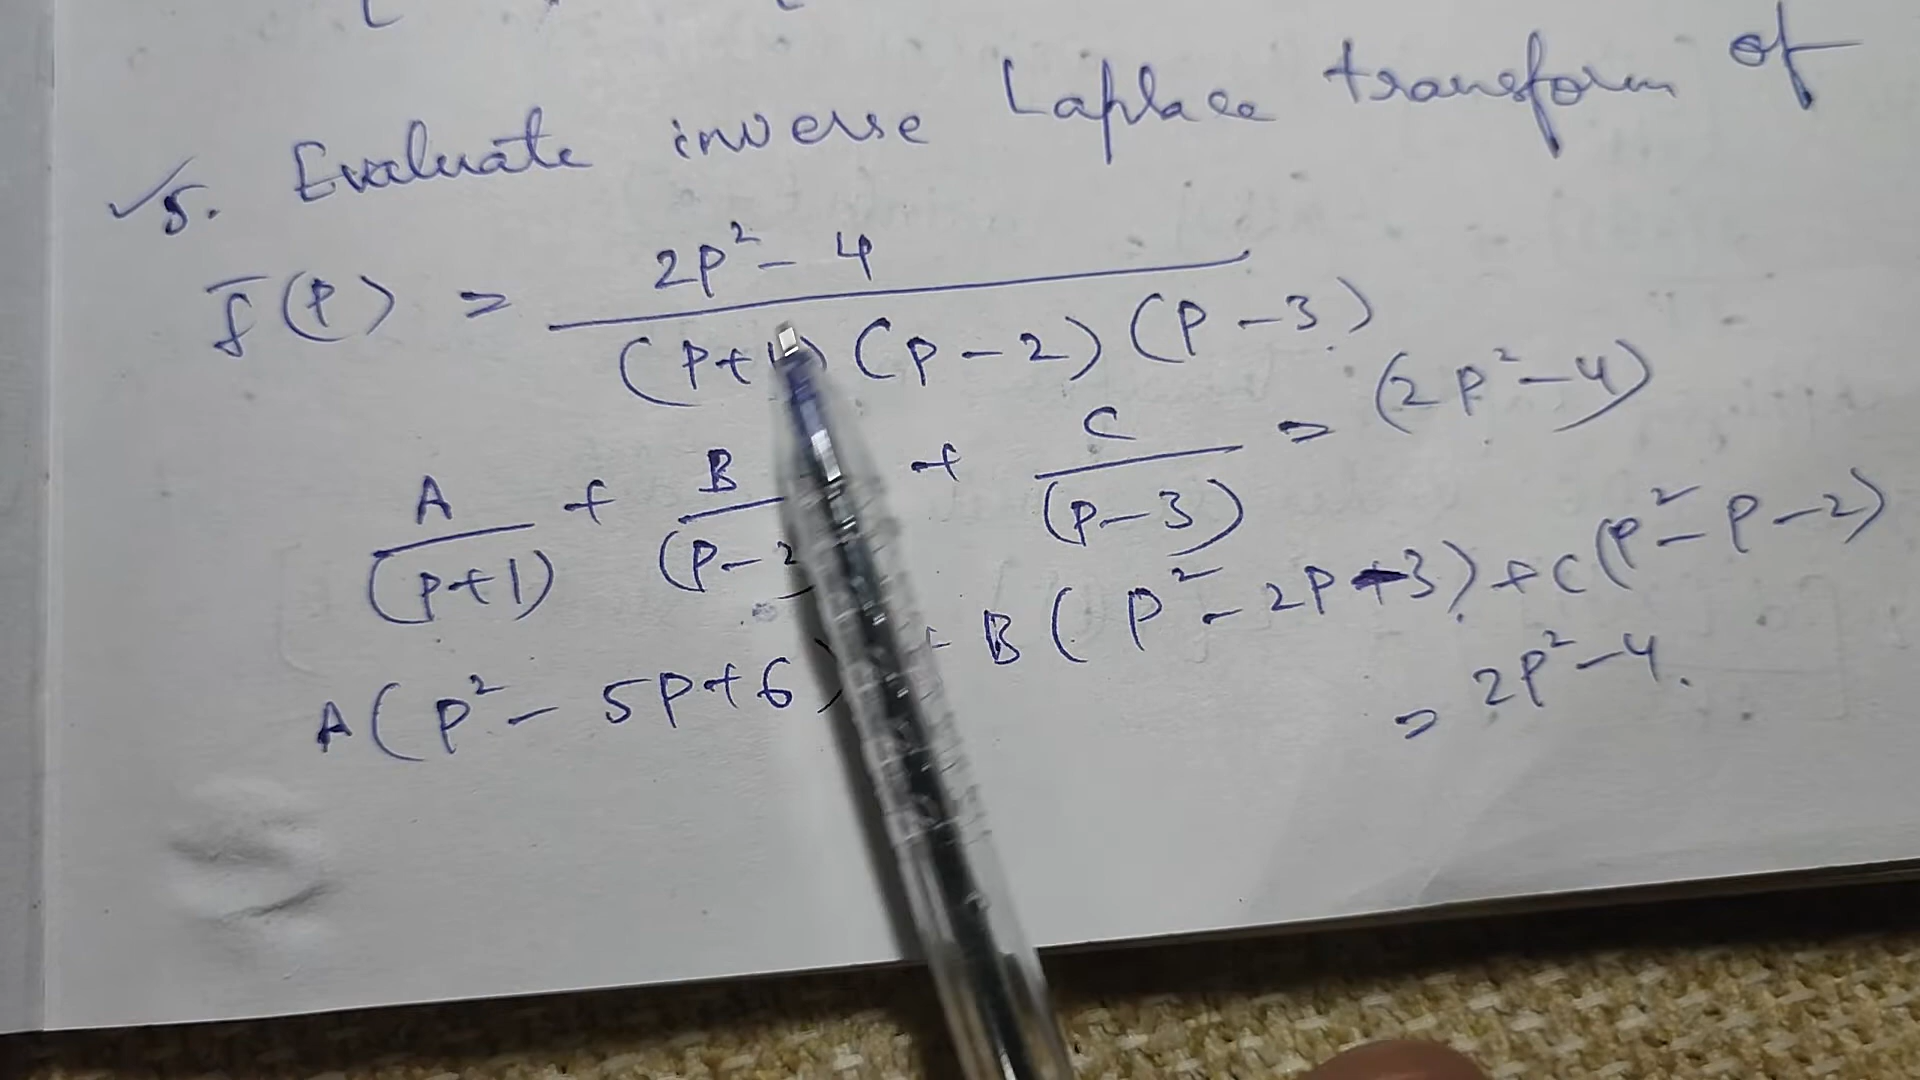 5. Evaluate inverse Laplace transform of
f̄(p) = 2p² - 4 / (p+1)(p-2)(p-3)
A/(p+1) + B/(p-2 + C/(p-3) = (2p²-4)
A(p² - 5p+6) + B(p² - 2p-3) + C(p² - p - 2)
= 2p² - 4.